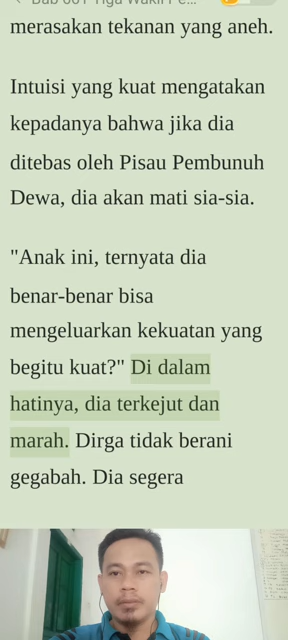 merasakan tekanan yang aneh.
Intuisi yang kuat mengatakan
kepadanya bahwa jika dia
ditebas oleh Pisau Pembunuh
Dewa, dia akan mati sia-sia.
"Anak ini, ternyata dia
benar-benar bisa
mengeluarkan kekuatan yang
begitu kuat?" Di dalam
hatinya, dia terkejut dan
marah. Dirga tidak berani
gegabah. Dia segera